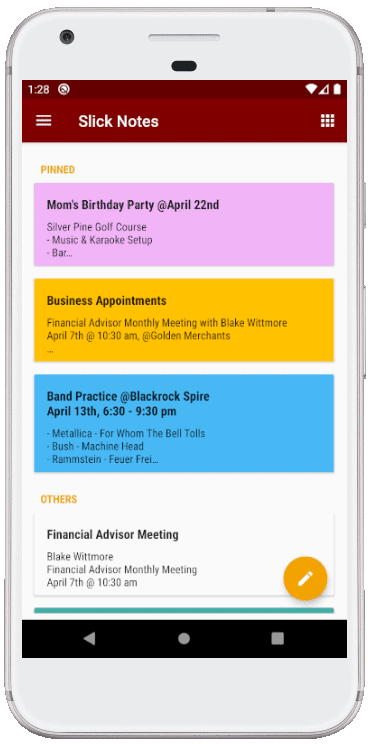 1:28
Slick Notes
PINNED
Mom's Birthday Party @April 22nd
Silver Pine Golf Course
- Music & Karaoke Setup
- Bar...
Business Appointments
Financial Advisor Monthly Meeting with Blake Wittmore
April 7th @ 10:30 am, @Golden Merchants
...
Band Practice @Blackrock Spire
April 13th, 6:30 - 9:30 pm
- Metallica - For Whom The Bell Tolls
- Bush - Machine Head
- Rammstein - Feuer Frei...
OTHERS
Financial Advisor Meeting
Blake Wittmore
Financial Advisor Monthly Meeting
April 7th @ 10:30 am